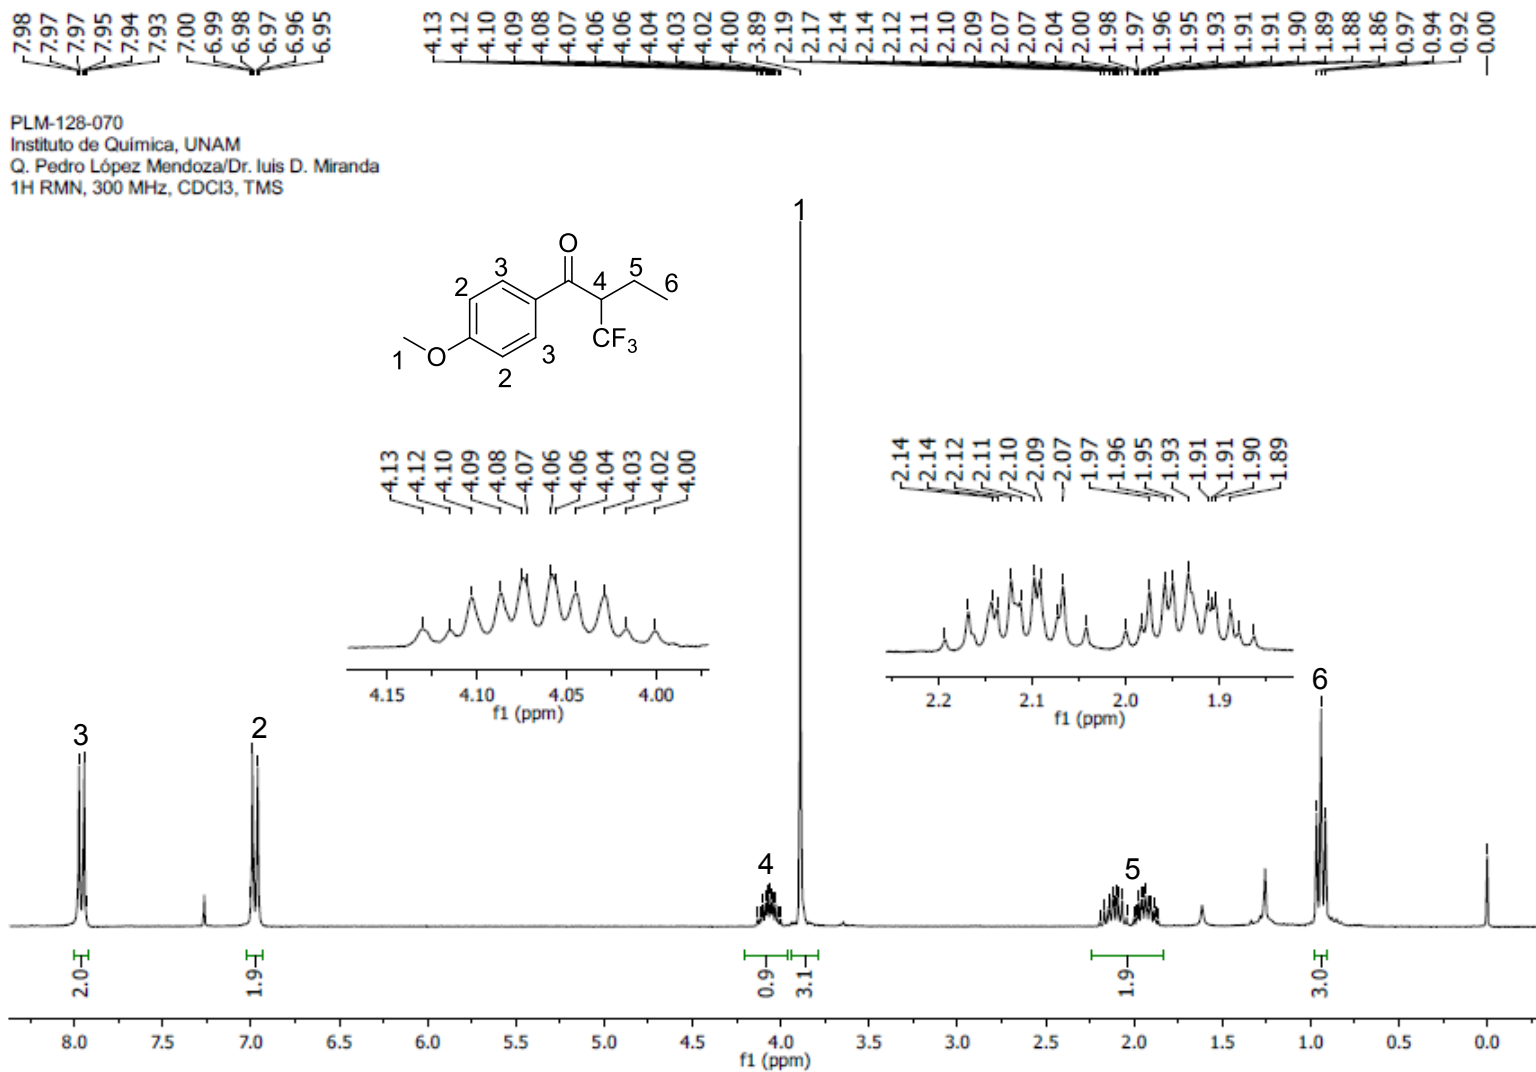 7.98 7.97 7.97 7.95 7.94 7.93 7.00 6.99 6.98 6.97 6.96 6.95 4.13 4.12 4.10 4.09 4.08 4.07 4.06 4.06 4.04 4.03 4.02 4.00 3.89 2.19 2.17 2.14 2.14 2.12 2.11 2.10 2.09 2.07 2.07 2.04 2.00 1.98 1.97 1.96 1.95 1.93 1.91 1.91 1.90 1.89 1.88 1.86 0.97 0.94 0.92 0.00
PLM-128-070
Instituto de Química, UNAM
Q. Pedro López Mendoza/Dr. luis D. Miranda
1H RMN, 300 MHz, CDCl3, TMS
1
O
3 4 5
2 6
CF3
1 O 3
2
4.13 4.12 4.10 4.09 4.08 4.07 4.06 4.06 4.04 4.03 4.02 4.00
4.15 4.10 4.05 4.00
f1 (ppm)
2.14 2.14 2.12 2.11 2.10 2.09 2.07 1.97 1.96 1.95 1.93 1.91 1.91 1.90 1.89
2.2 2.1 2.0 1.9
f1 (ppm)
3 2 4 5 6
2.0 1.9 0.9 3.1 1.9 3.0
8.0 7.5 7.0 6.5 6.0 5.5 5.0 4.5 4.0 3.5 3.0 2.5 2.0 1.5 1.0 0.5 0.0
f1 (ppm)